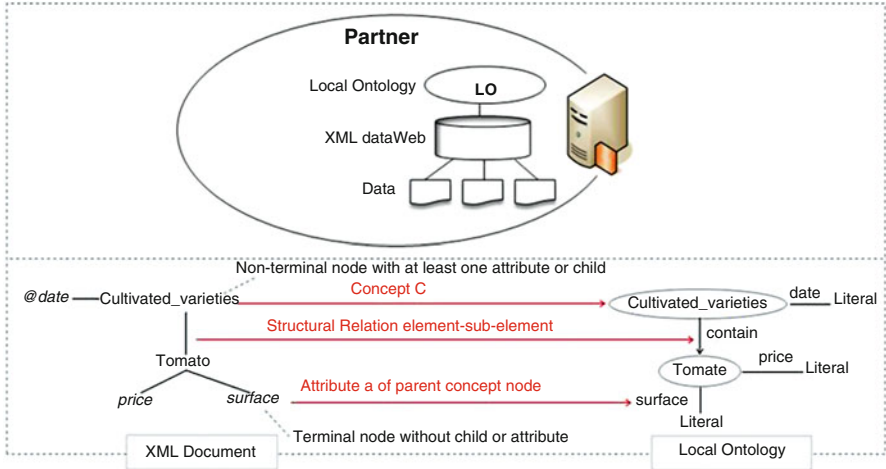 Partner
Local Ontology
LO
XML dataWeb
Data
Non-terminal node with at least one attribute or child
@date
Cultivated_varieties
Concept C
Cultivated_varieties
date
Literal
Structural Relation element-sub-element
contain
Tomato
Tomate
price
Literal
price
surface
Attribute a of parent concept node
surface
Literal
Terminal node without child or attribute
XML Document
Local Ontology